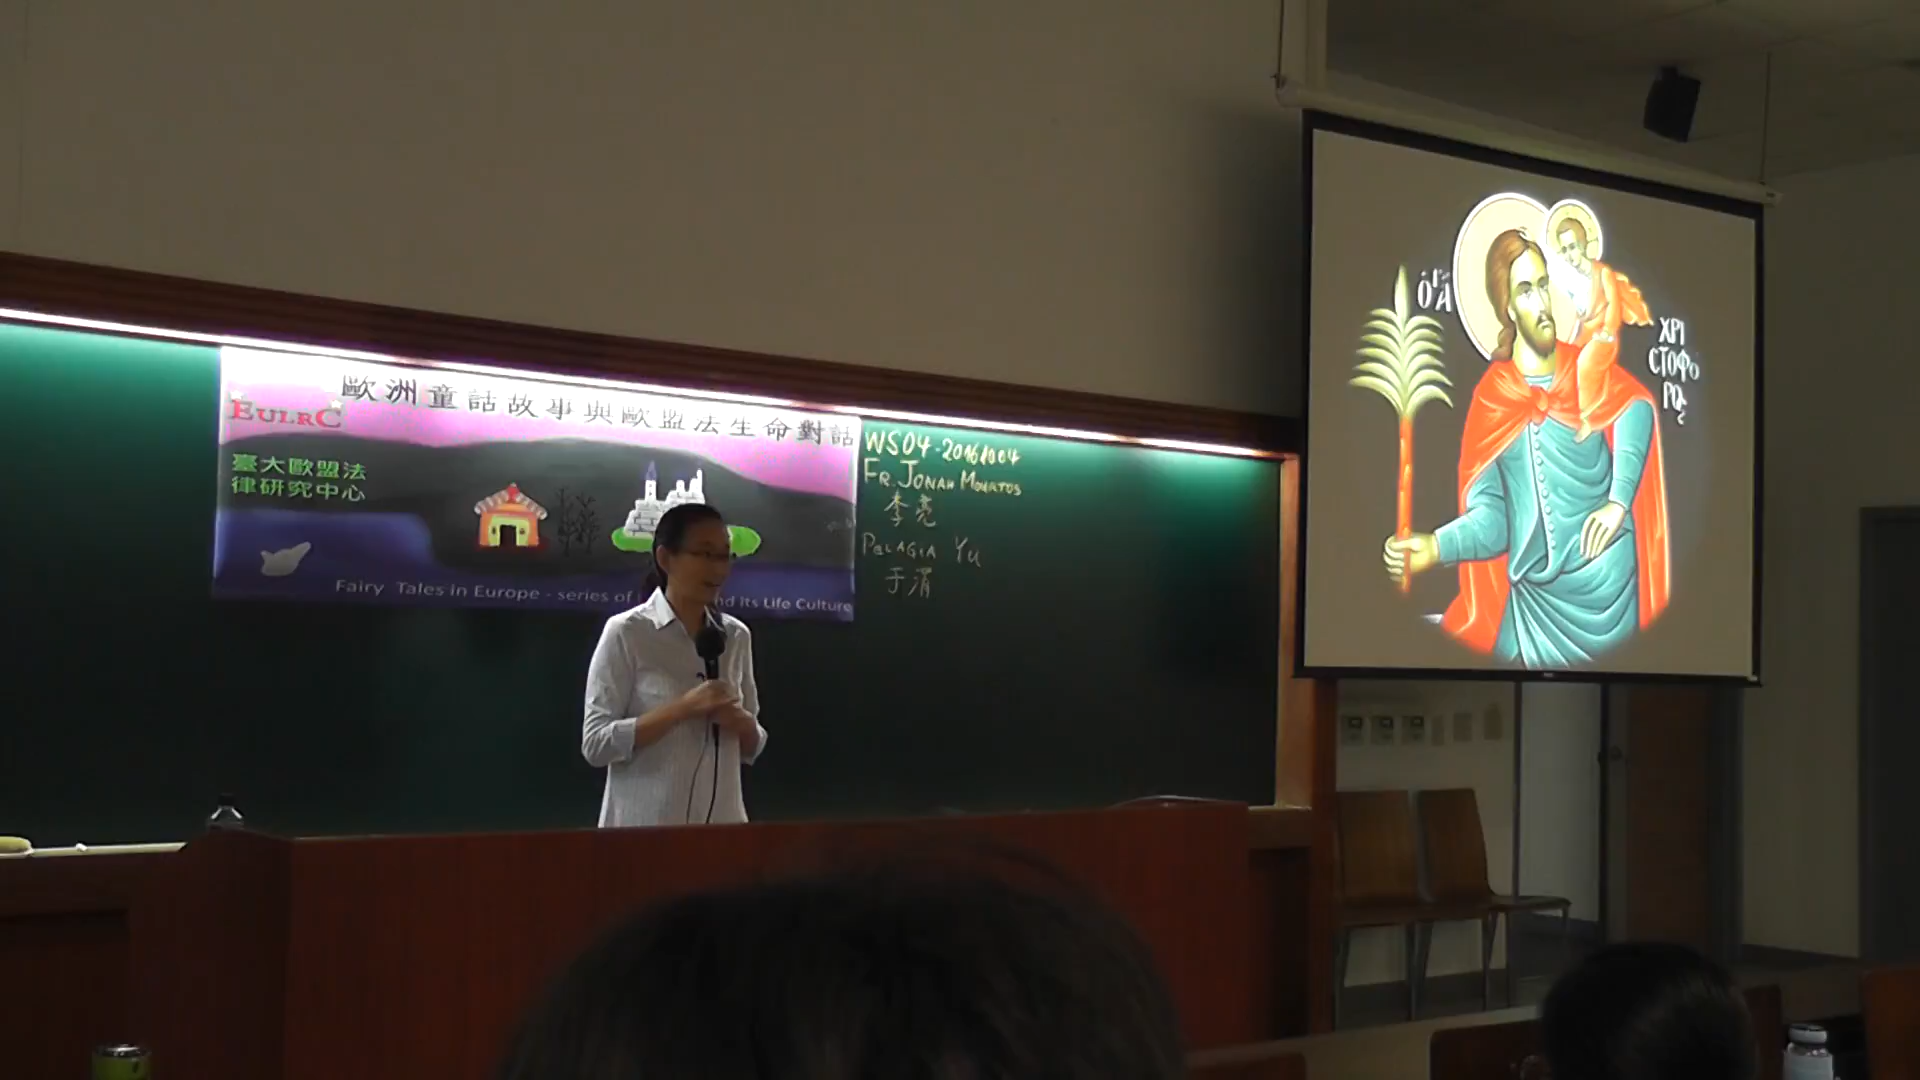 歐洲童話故事與歐盟法生命對話
EULRC
臺大歐盟法
律研究中心
Fairy Tales in Europe - series of nd its Life Culture
WS04-20161004
FR. JONAH MOURTOS
李亮
PELAGIA YU
于涓
ὁ ἅ
ΧΡΙ
ΣΤΟΦΟ
ΡΟς